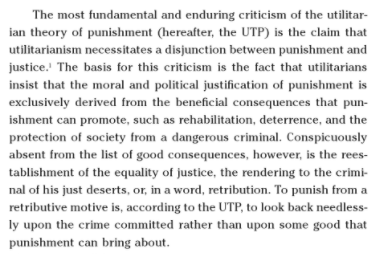 The most fundamental and enduring criticism of the utilitar-
ian theory of punishment (hereafter, the UTP) is the claim that
utilitarianism necessitates a disjunction between punishment and
justice.¹ The basis for this criticism is the fact that utilitarians
insist that the moral and political justification of punishment is
exclusively derived from the beneficial consequences that pun-
ishment can promote, such as rehabilitation, deterrence, and the
protection of society from a dangerous criminal. Conspicuously
absent from the list of good consequences, however, is the rees-
tablishment of the equality of justice, the rendering to the crimi-
nal of his just deserts, or, in a word, retribution. To punish from a
retributive motive is, according to the UTP, to look back needless-
ly upon the crime committed rather than upon some good that
punishment can bring about.